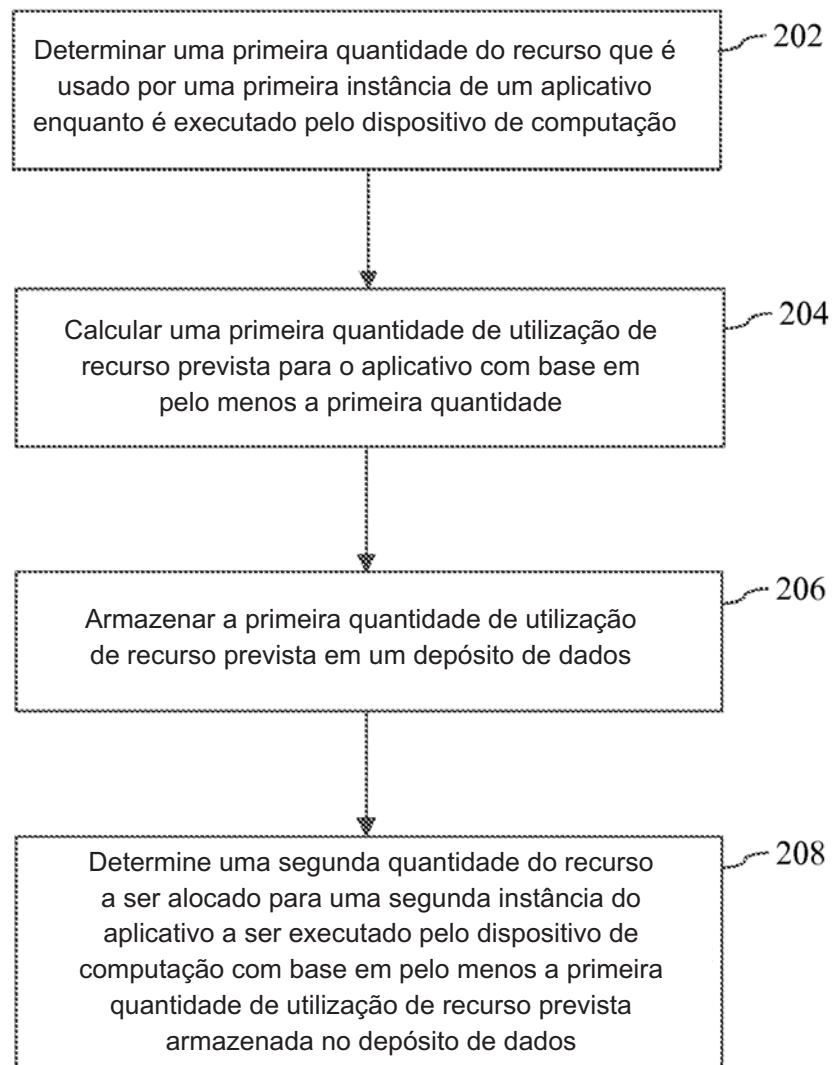 Determinar uma primeira quantidade do recurso que é
usado por uma primeira instância de um aplicativo
enquanto é executado pelo dispositivo de computação
202
Calcular uma primeira quantidade de utilização de
recurso prevista para o aplicativo com base em
pelo menos a primeira quantidade
204
Armazenar a primeira quantidade de utilização
de recurso prevista em um depósito de dados
206
Determine uma segunda quantidade do recurso
a ser alocado para uma segunda instância do
aplicativo a ser executado pelo dispositivo de
computação com base em pelo menos a primeira
quantidade de utilização de recurso prevista
armazenada no depósito de dados
208